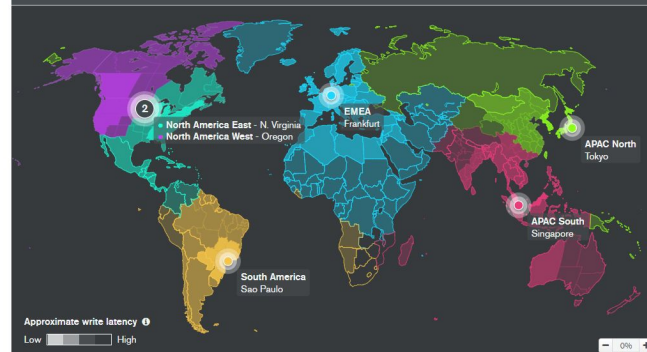 2
North America East - N. Virginia
North America West - Oregon
EMEA
Frankfurt
APAC North
Tokyo
APAC South
Singapore
South America
Sao Paulo
Approximate write latency
Low High
− 0% +